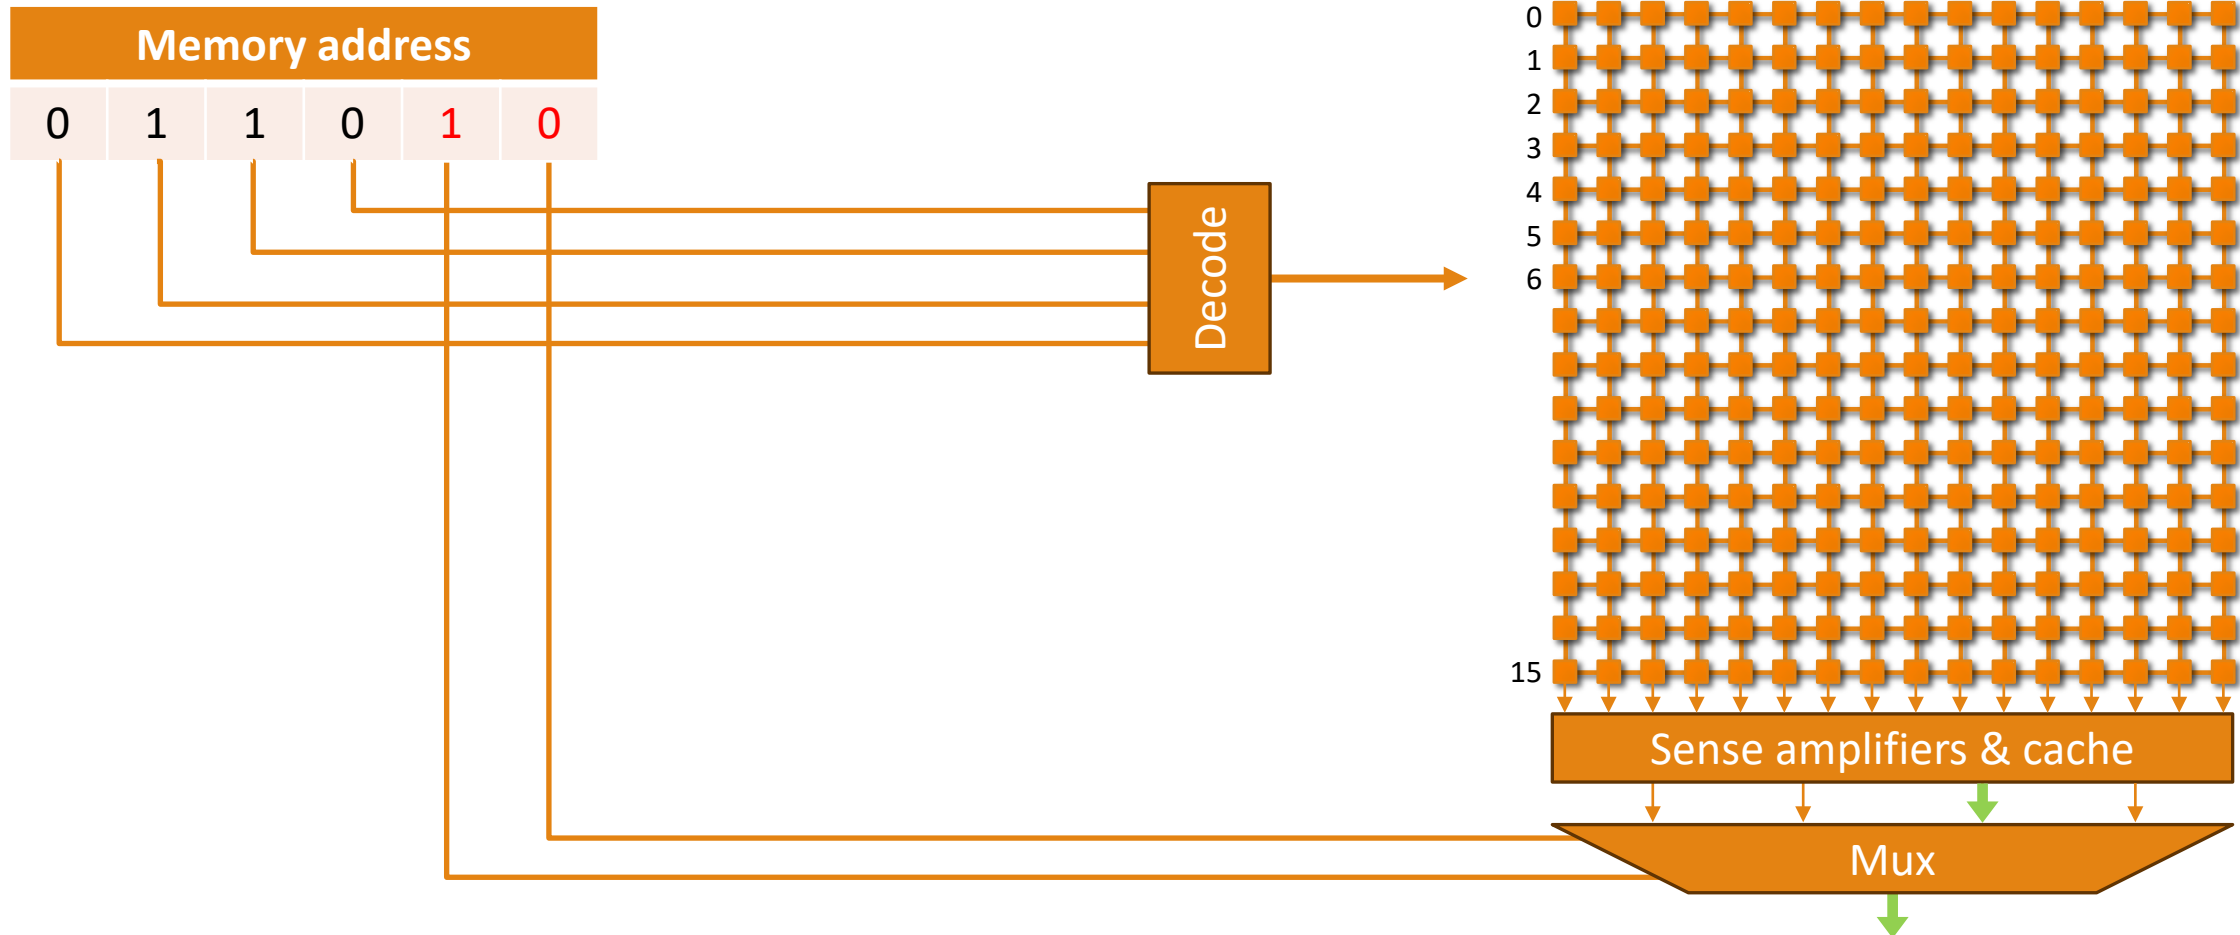 Memory address
0 1 1 0 1 0
Decode
0
1
2
3
4
5
6
15
Sense amplifiers & cache
Mux